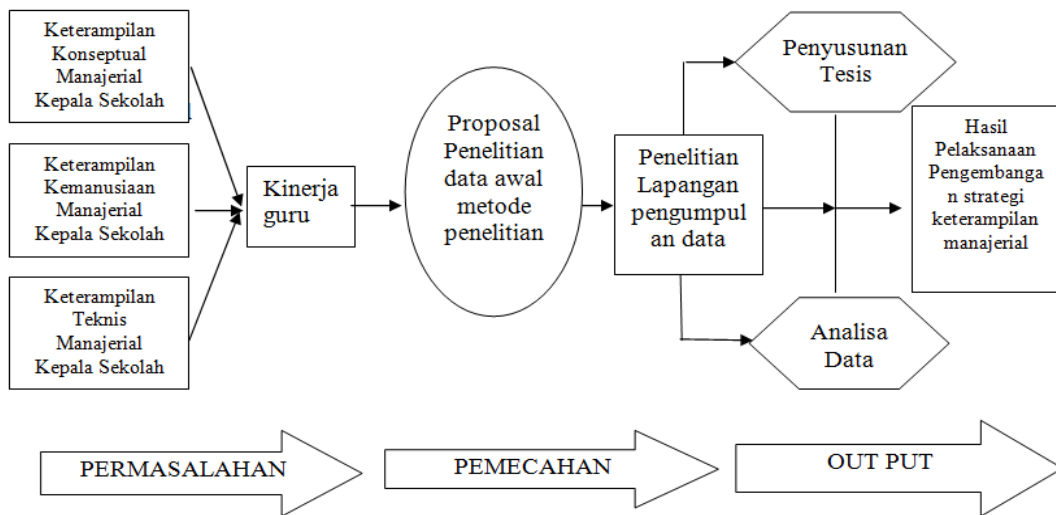 Keterampilan
Konseptual
Manajerial
Kepala Sekolah
Keterampilan
Kemanusiaan
Manajerial
Kepala Sekolah
Keterampilan
Teknis
Manajerial
Kepala Sekolah
Kinerja
guru
Proposal
Penelitian
data awal
metode
penelitian
Penelitian
Lapangan
pengumpul
an data
Penyusunan
Tesis
Analisa
Data
Hasil
Pelaksanaan
Pengembanga
n strategi
keterampilan
manajerial
PERMASALAHAN
PEMECAHAN
OUT PUT